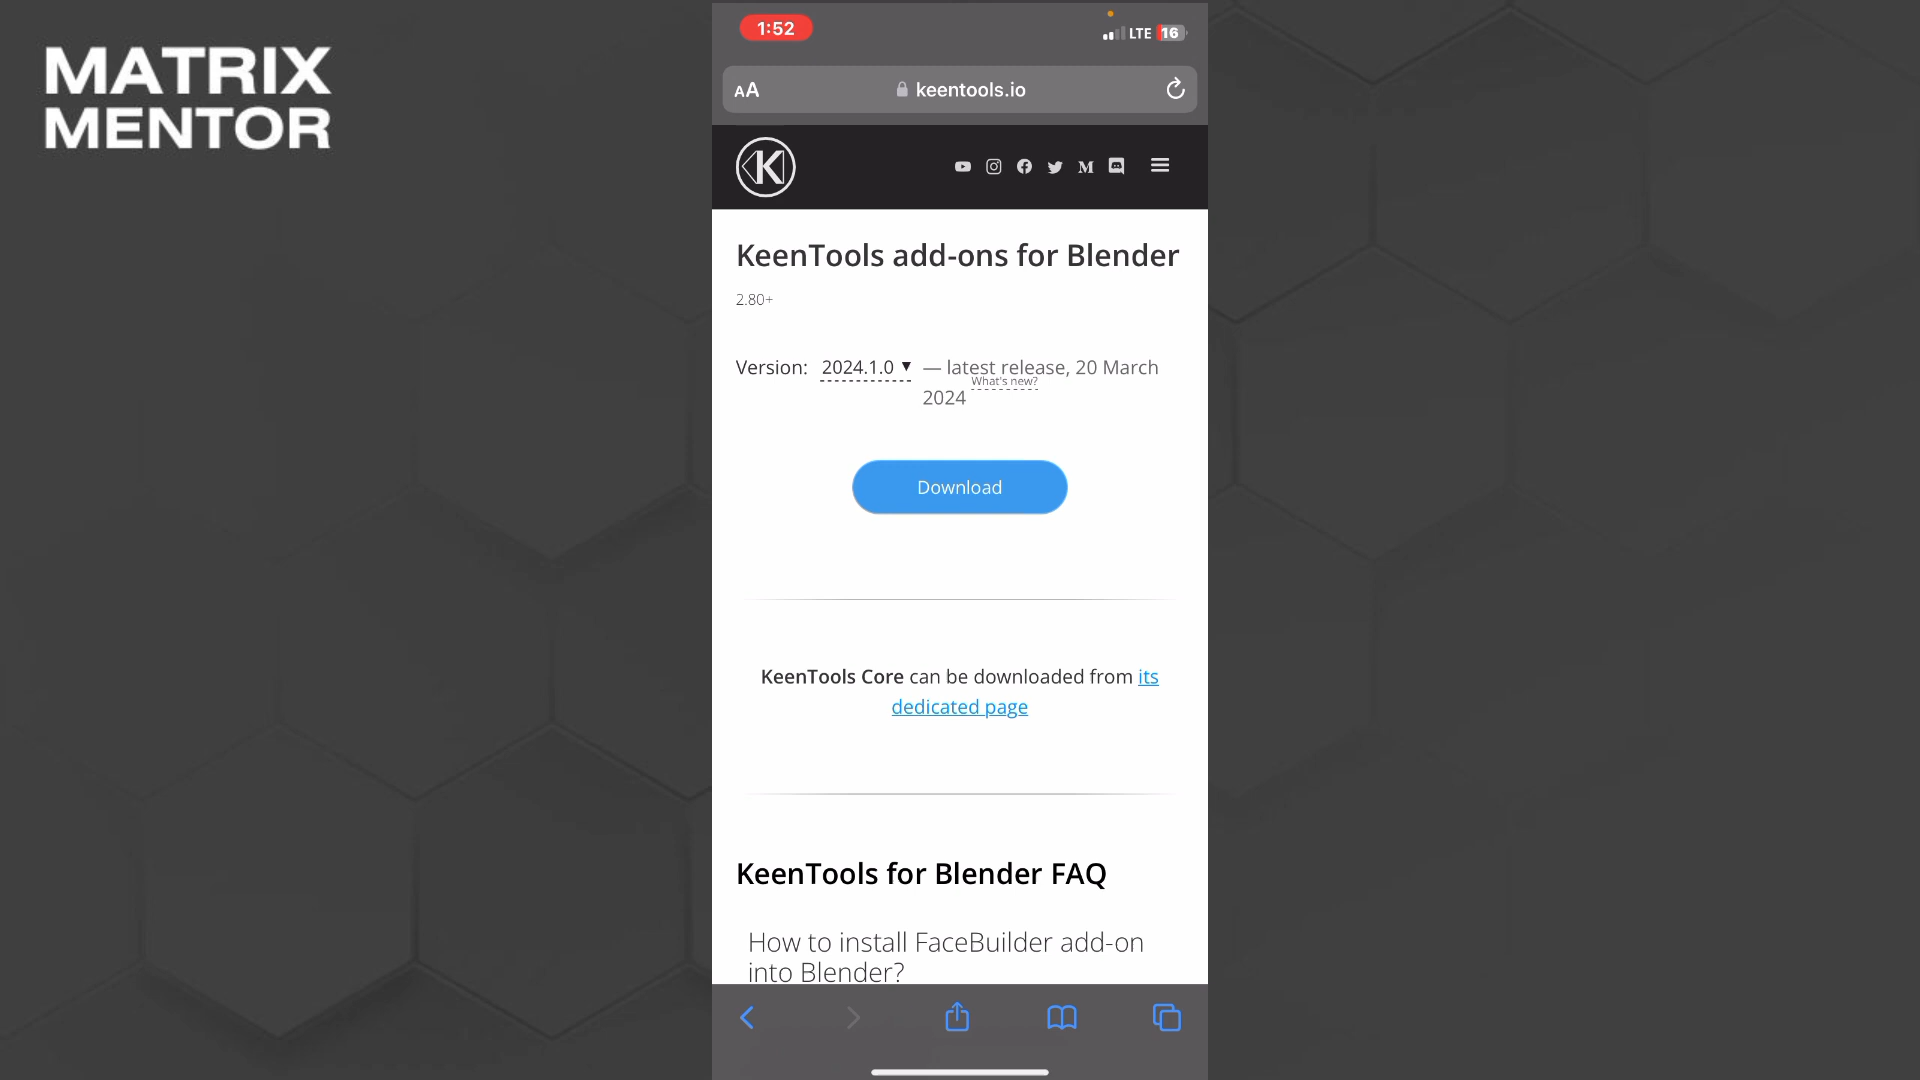 MATRIX
MENTOR
1:52
LTE 16
AA
keentools.io
K
M
KeenTools add-ons for Blender
2.80+
Version: 2024.1.0 ▼ — latest release, 20 March
What's new?
2024
Download
KeenTools Core can be downloaded from its
dedicated page
KeenTools for Blender FAQ
How to install FaceBuilder add-on
into Blender?